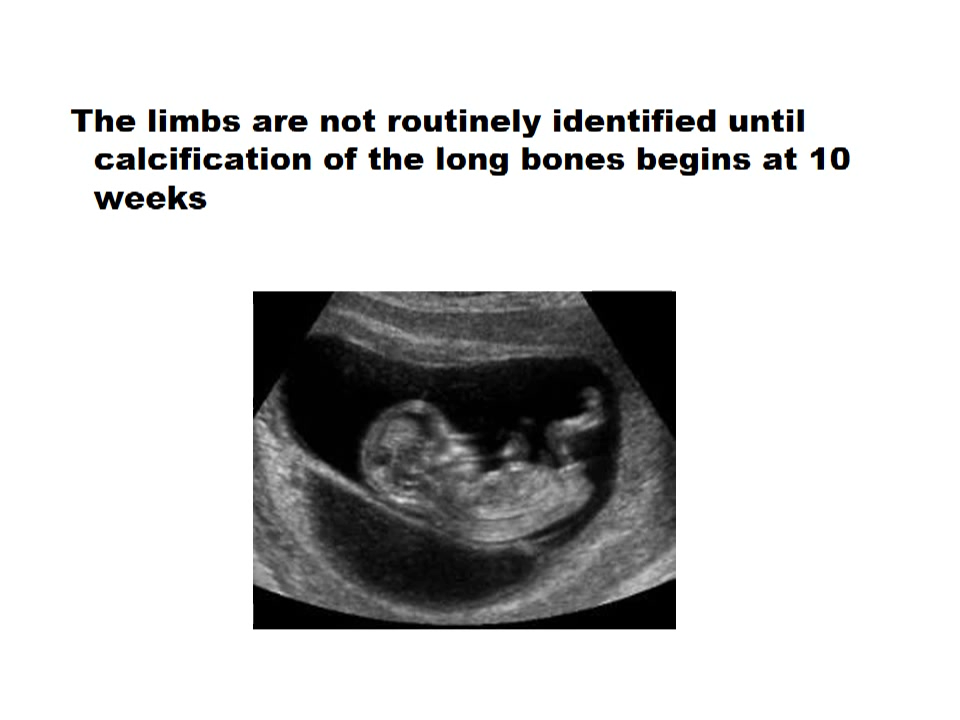 The limbs are not routinely identified until
calcification of the long bones begins at 10
weeks